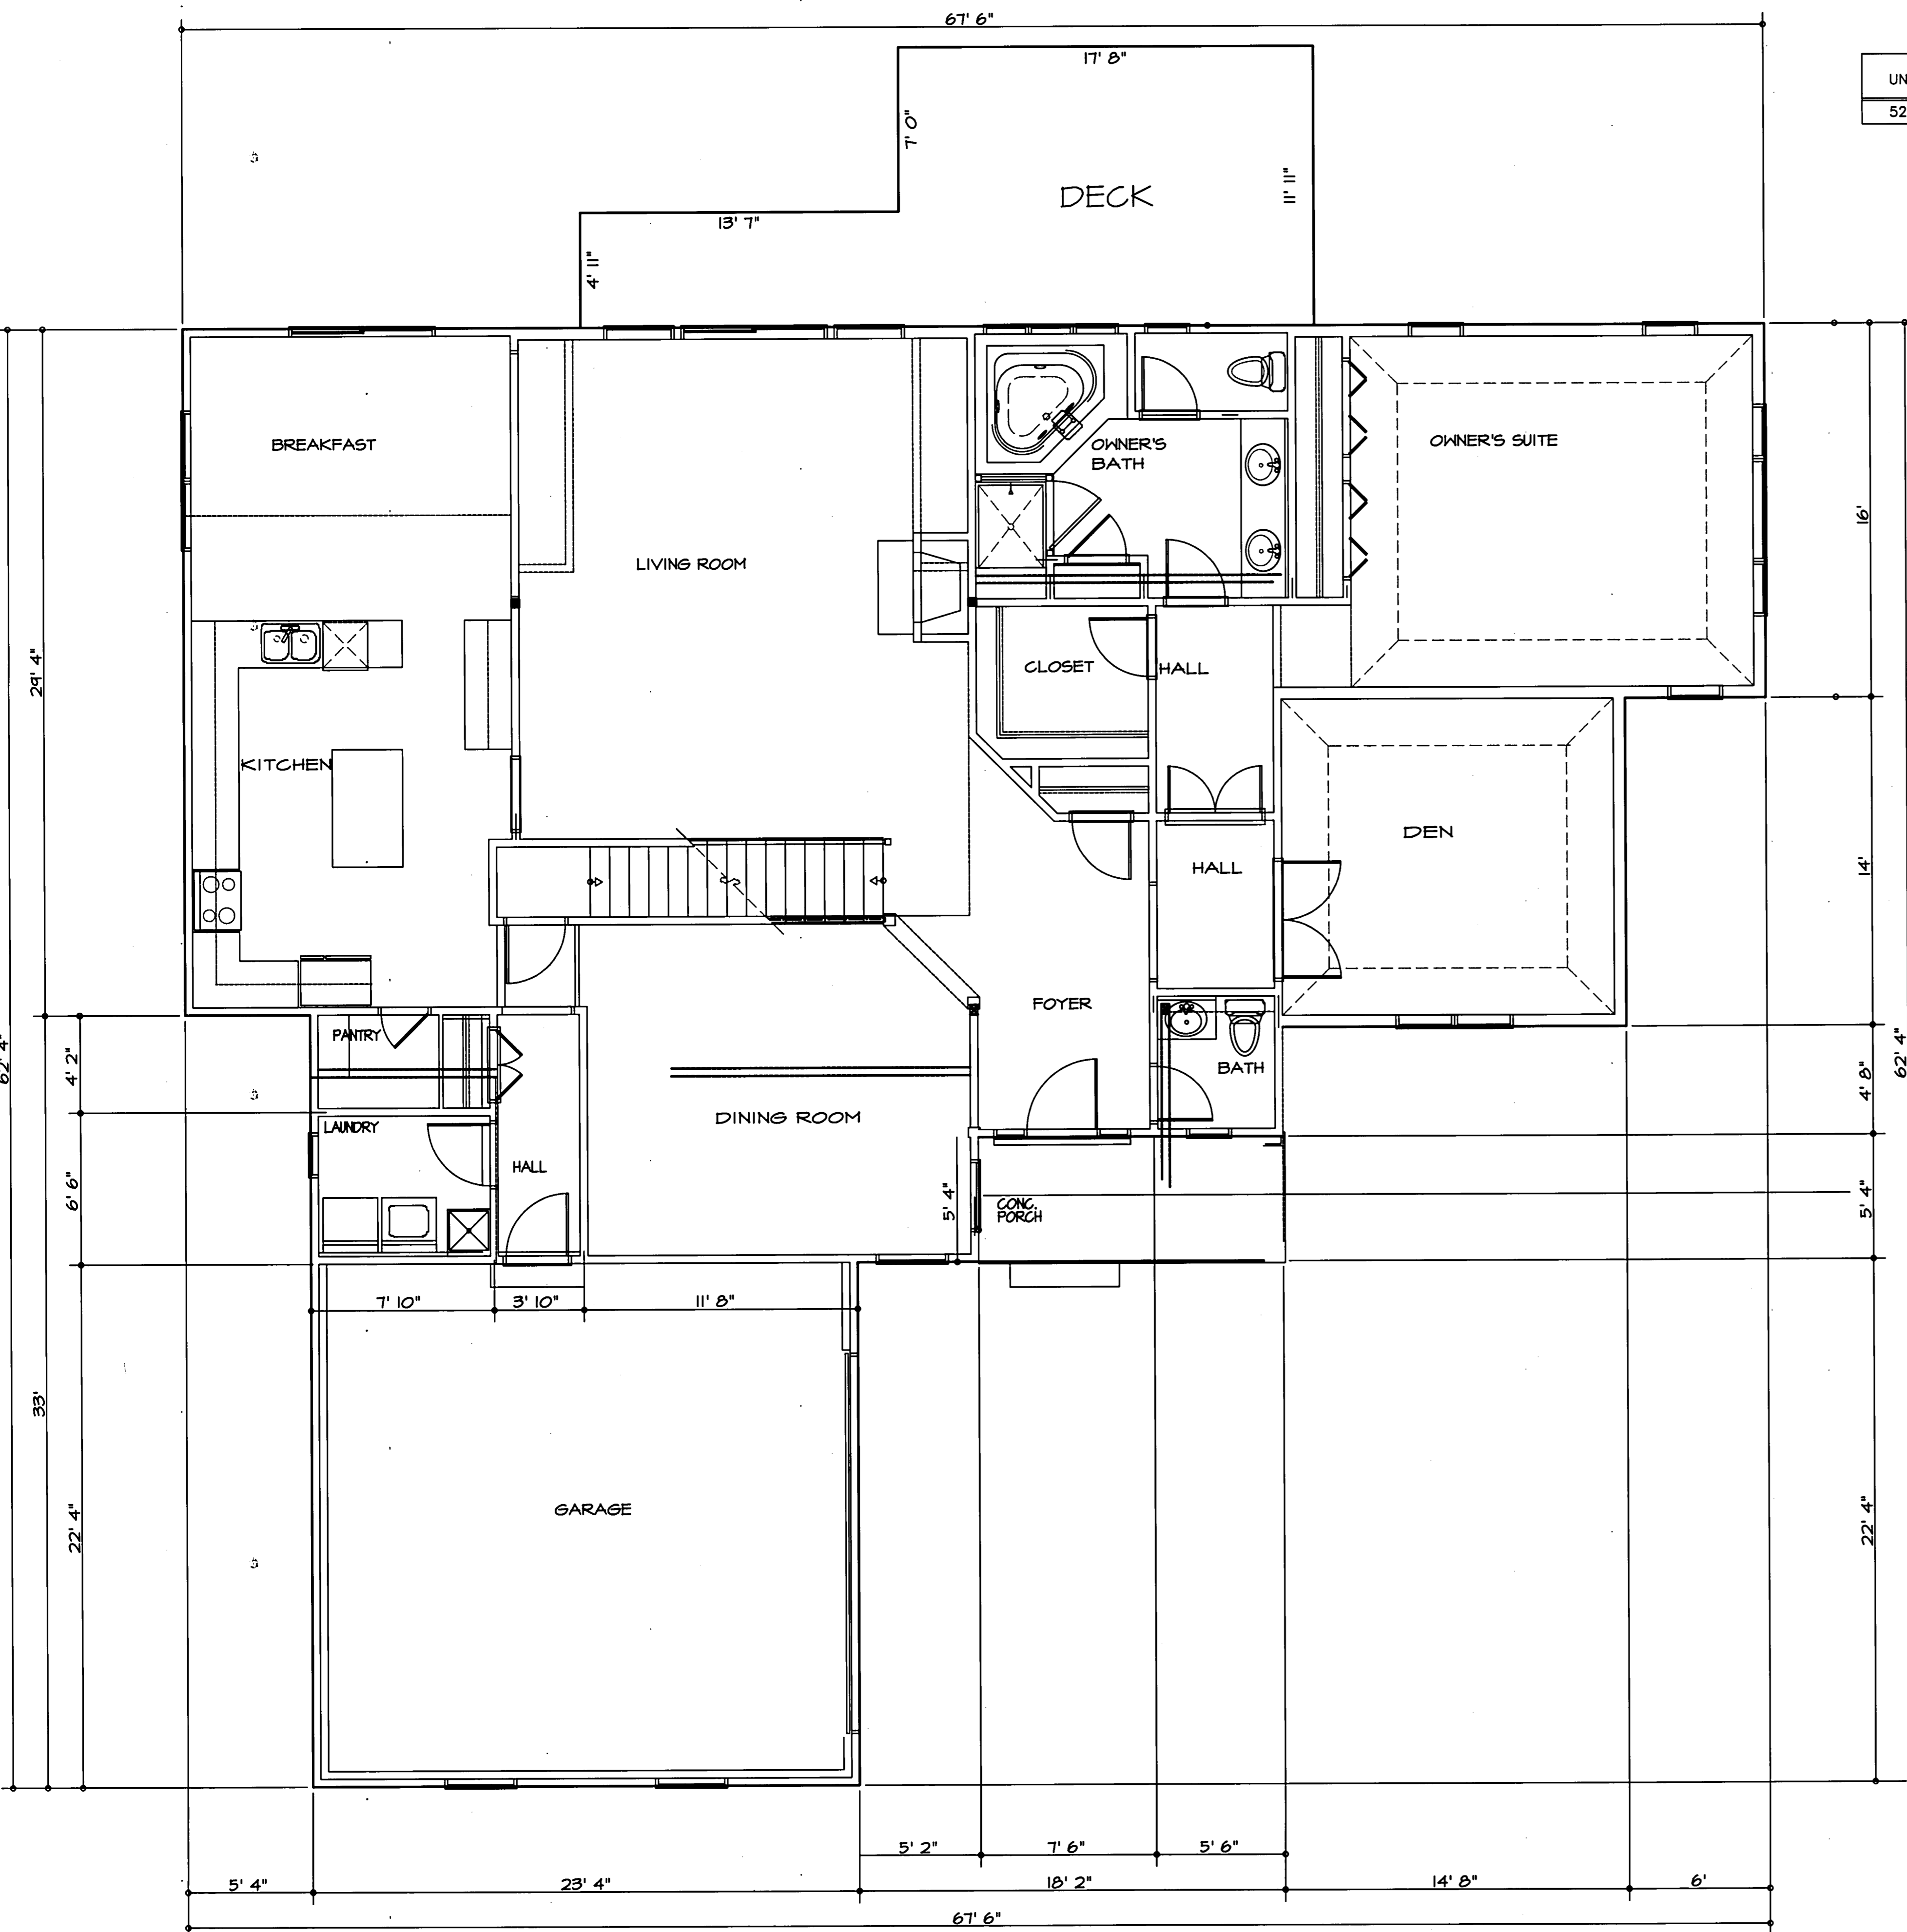 67' 6"
17' 8"
UN
52
7' 0"
DECK
11' 11"
13' 7"
4' 11"
BREAKFAST
OWNER'S
BATH
OWNER'S SUITE
16'
LIVING ROOM
29' 4"
CLOSET
HALL
KITCHEN
DEN
HALL
14'
FOYER
PANTRY
62' 4"
4' 2"
BATH
4' 8"
62' 4"
DINING ROOM
LAUNDRY
HALL
6' 6"
5' 4"
CONC.
PORCH
5' 4"
7' 10"
3' 10"
11' 8"
33'
GARAGE
22' 4"
22' 4"
5' 2"
7' 6"
5' 6"
5' 4"
23' 4"
18' 2"
14' 8"
6'
67' 6"